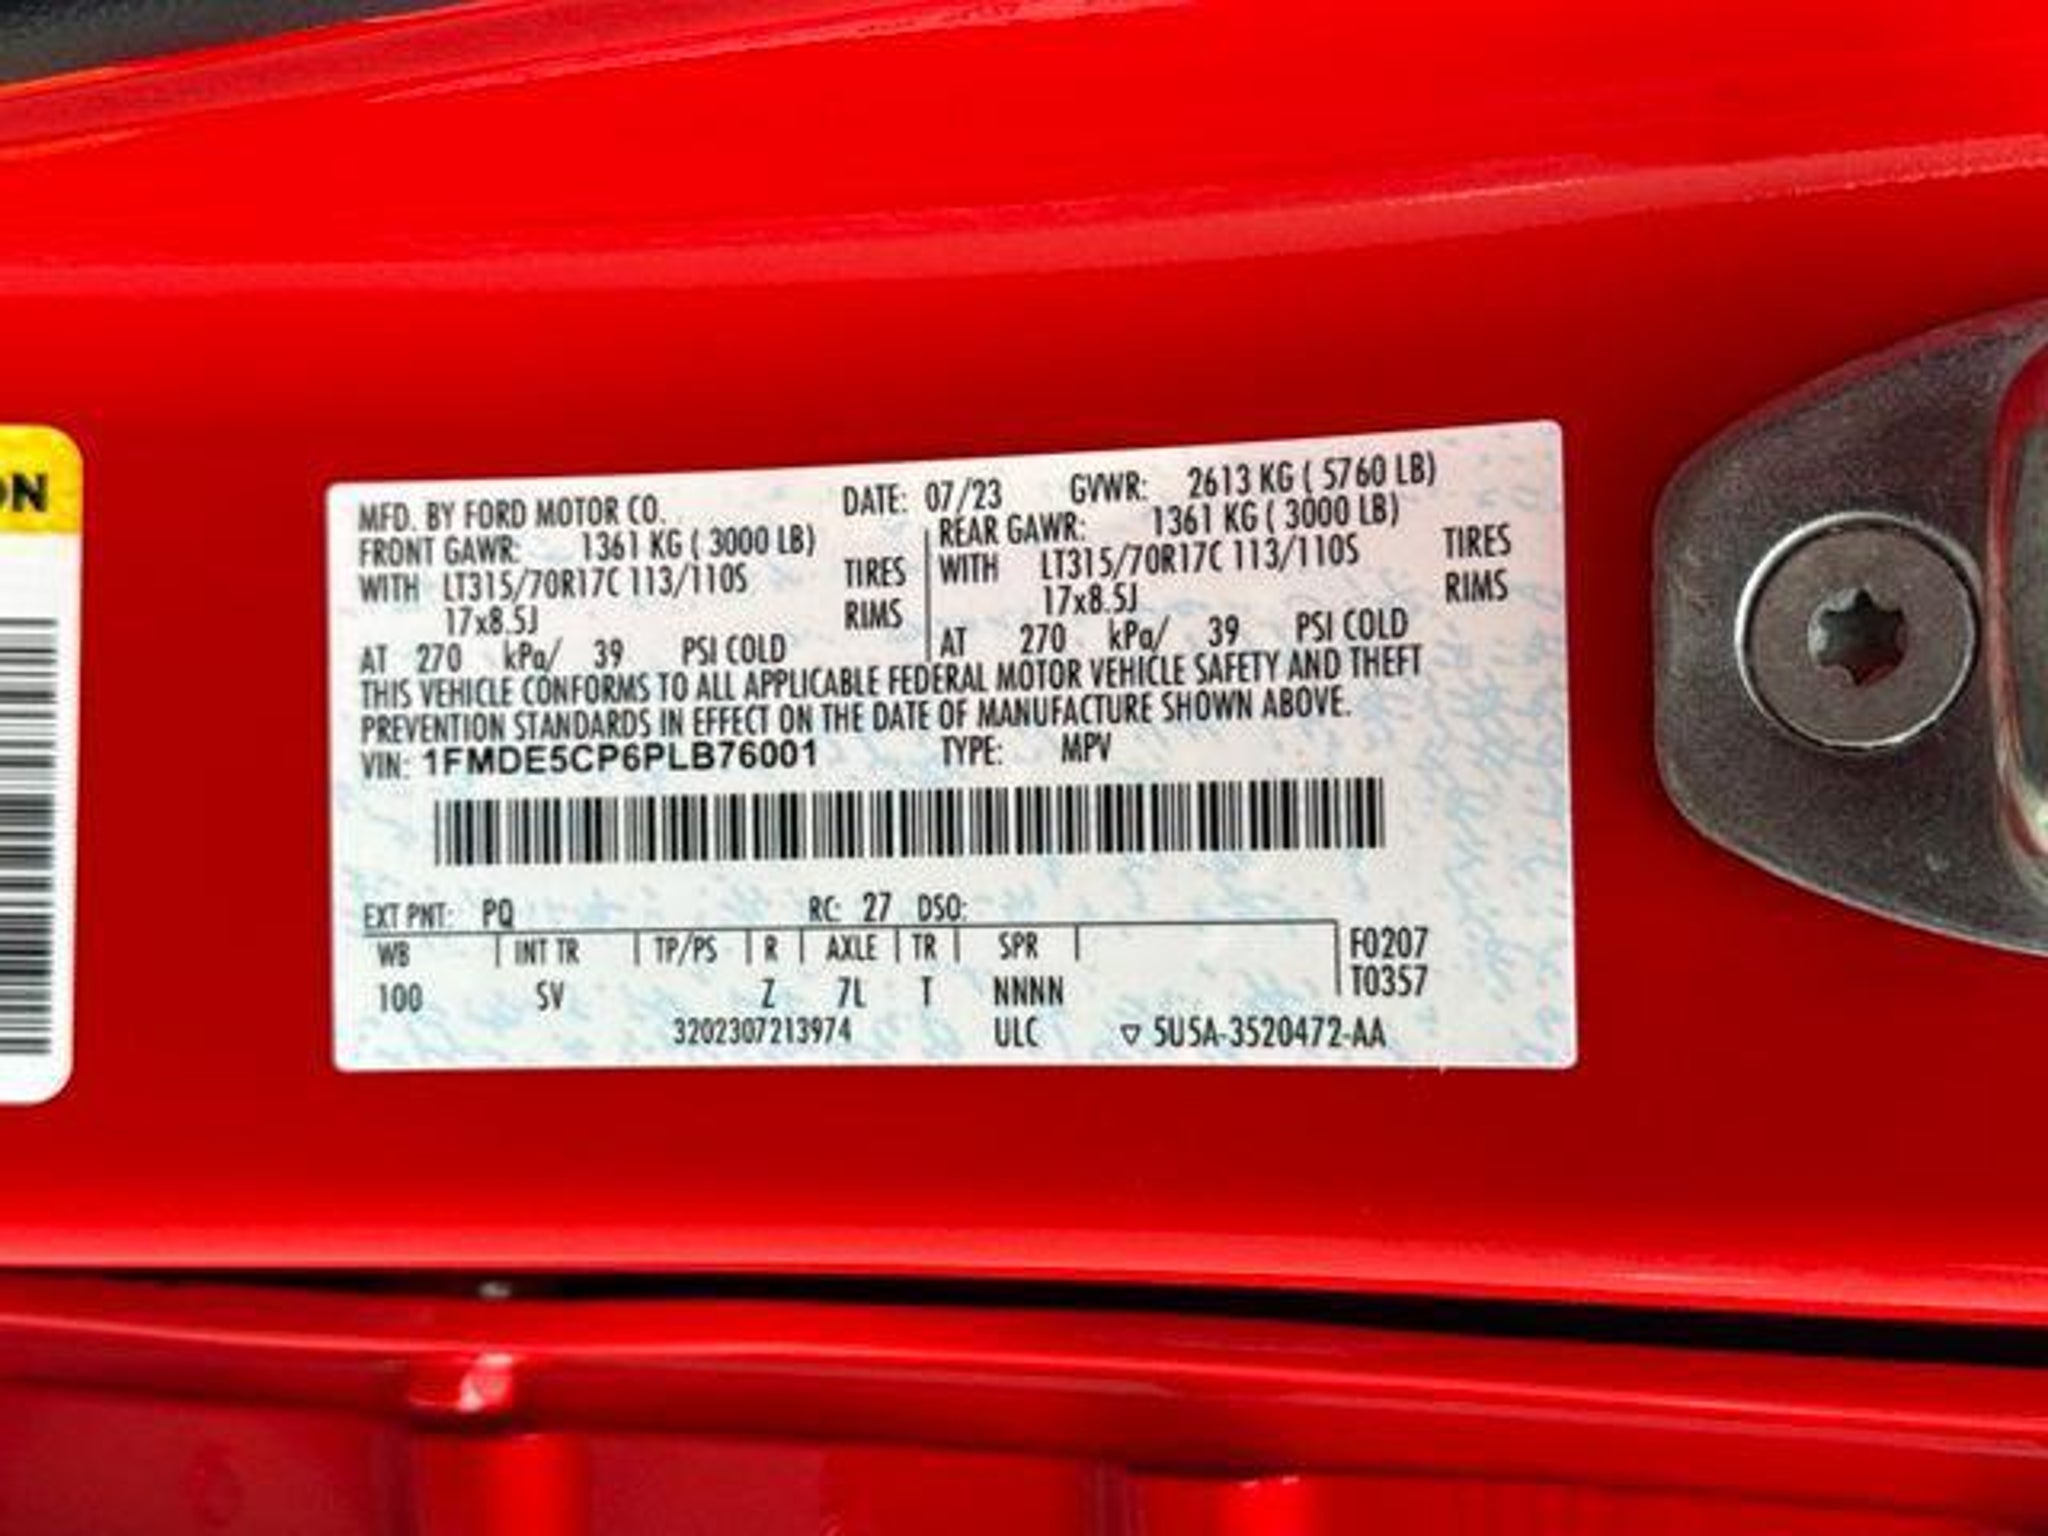 ON
MFD. BY FORD MOTOR CO. DATE: 07/23 GVWR: 2613 KG ( 5760 LB)
FRONT GAWR: 1361 KG ( 3000 LB) REAR GAWR: 1361 KG ( 3000 LB)
WITH LT315/70R17C 113/110S TIRES WITH LT315/70R17C 113/110S TIRES
17x8.5J RIMS 17x8.5J RIMS
AT 270 kPa/ 39 PSI COLD AT 270 kPa/ 39 PSI COLD
THIS VEHICLE CONFORMS TO ALL APPLICABLE FEDERAL MOTOR VEHICLE SAFETY AND THEFT
PREVENTION STANDARDS IN EFFECT ON THE DATE OF MANUFACTURE SHOWN ABOVE.
VIN: 1FMDE5CP6PLB76001 TYPE: MPV
EXT PNT: PQ RC: 27 DSO:
WB INT TR TP/PS R AXLE TR SPR F0207
100 SV Z 7L T NNNN T0357
3202307213974 ULC ▽ 5U5A-3520472-AA